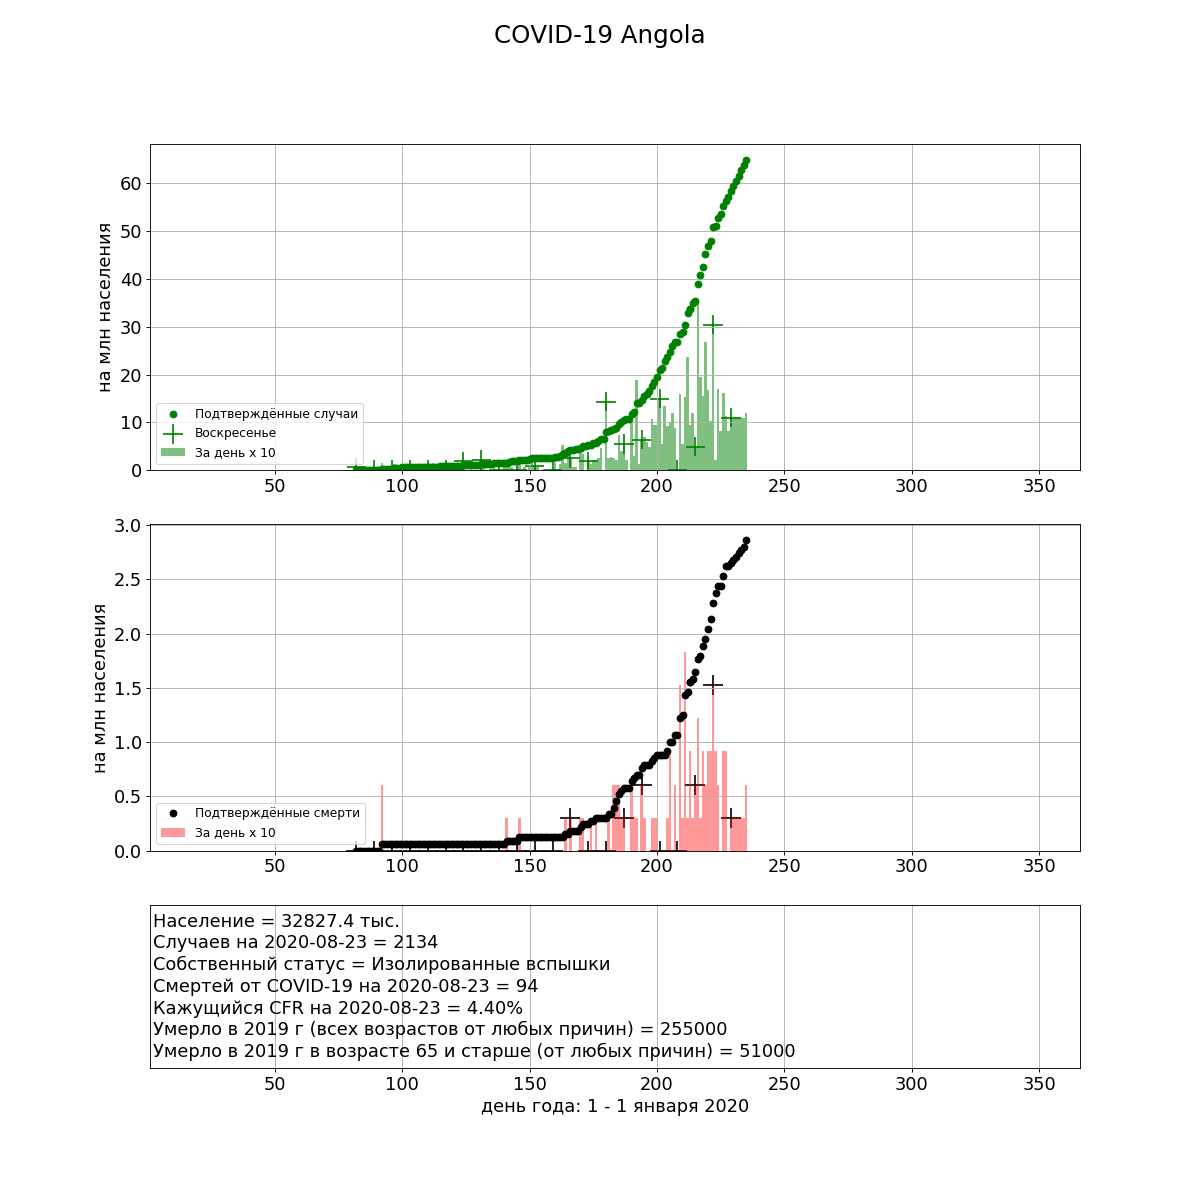 COVID-19 Angola
на млн населения
60
50
40
30
20
10
0
Подтверждённые случаи
Воскресенье
За день x 10
50 100 150 200 250 300 350
на млн населения
3.0
2.5
2.0
1.5
1.0
0.5
0.0
Подтверждённые смерти
За день x 10
50 100 150 200 250 300 350
Население = 32827.4 тыс.
Случаев на 2020-08-23 = 2134
Собственный статус = Изолированные вспышки
Смертей от COVID-19 на 2020-08-23 = 94
Кажущийся CFR на 2020-08-23 = 4.40%
Умерло в 2019 г (всех возрастов от любых причин) = 255000
Умерло в 2019 г в возрасте 65 и старше (от любых причин) = 51000
50 100 150 200 250 300 350
день года: 1 - 1 января 2020